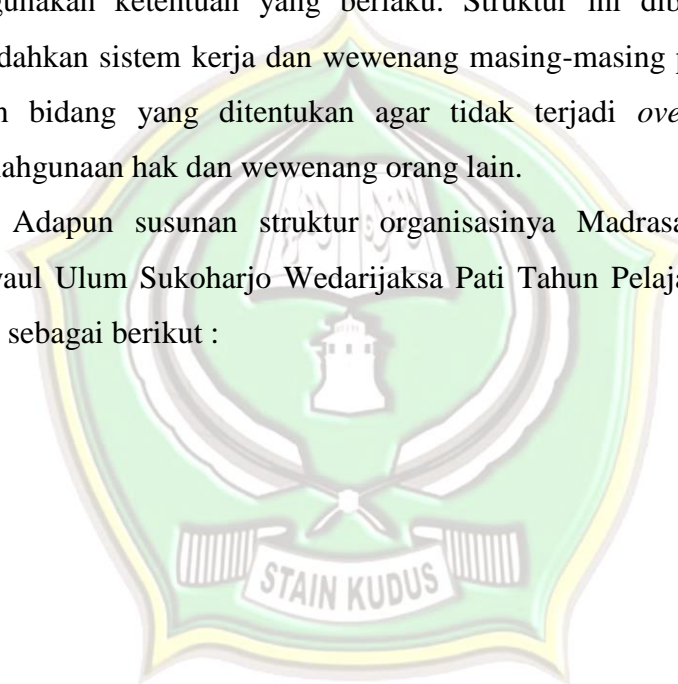 gunakan ketentuan yang berlaku. Struktur ini dib
dahkan sistem kerja dan wewenang masing-masing p
n bidang yang ditentukan agar tidak terjadi ove
ahgunaan hak dan wewenang orang lain.
Adapun susunan struktur organisasinya Madrasa
vaul Ulum Sukoharjo Wedarijaksa Pati Tahun Pelaja
sebagai berikut :
STAIN KUDUS